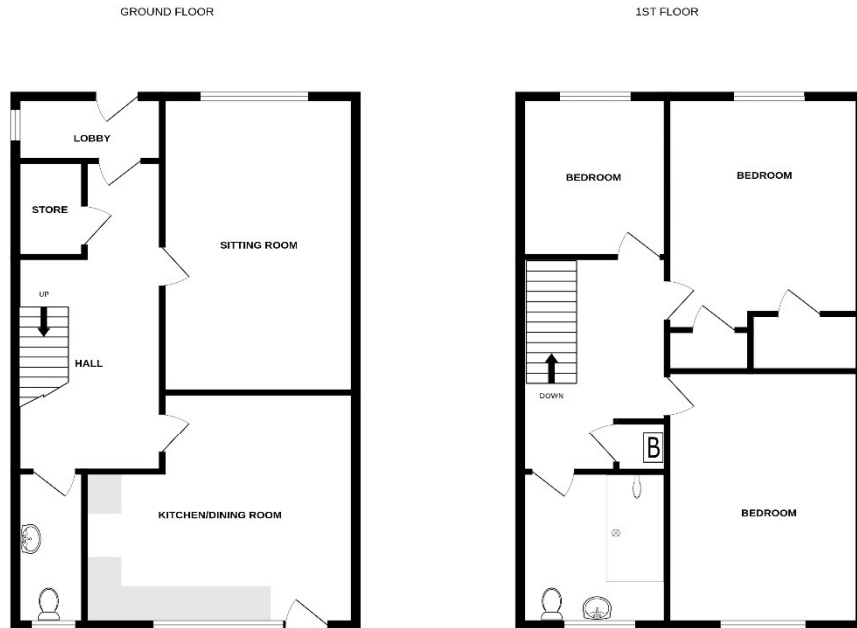 GROUND FLOOR
LOBBY
STORE
SITTING ROOM
UP
HALL
KITCHEN/DINING ROOM
1ST FLOOR
BEDROOM
BEDROOM
DOWN
B
BEDROOM